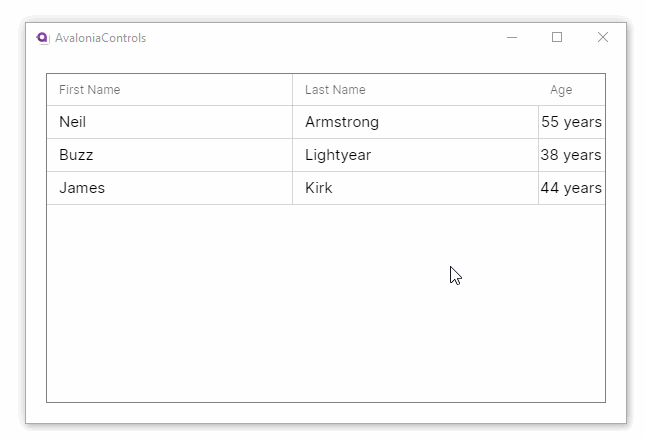 AvaloniaControls
First Name Last Name Age
Neil Armstrong 55 years
Buzz Lightyear 38 years
James Kirk 44 years